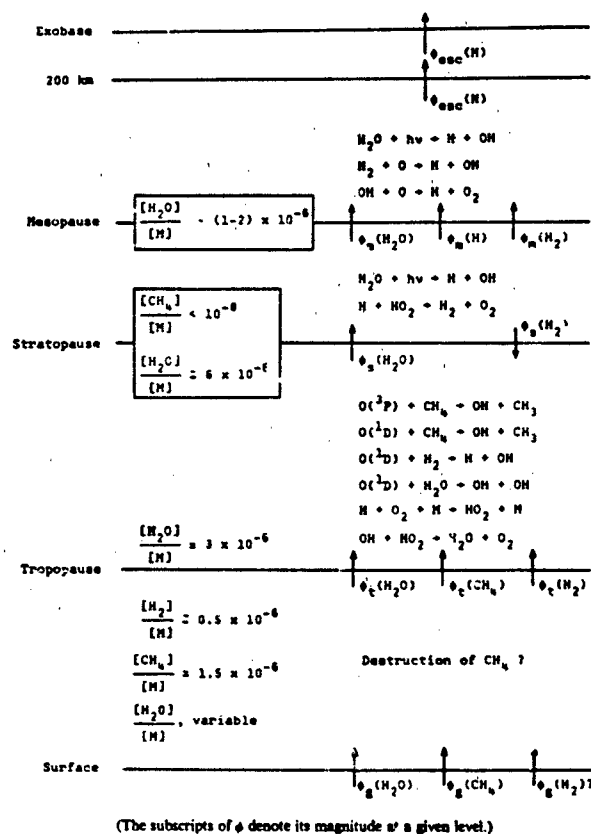 Exobase
ϕesc(H)
200 km
ϕesc(H)
H₂O + hν → H + OH
H₂ + O → H + OH
OH + O → H + O₂
Mesopause
[H₂O]/[M] ~ (1-2) × 10⁻⁶
ϕm(H₂O)
ϕm(H)
ϕm(H₂)
H₂O + hν → H + OH
H + HO₂ → H₂ + O₂
Stratopause
[CH₄]/[M] < 10⁻⁸
[H₂O]/[M] ≅ 6 × 10⁻⁶
ϕs(H₂O)
ϕs(H₂)
O(³P) + CH₄ → OH + CH₃
O(¹D) + CH₄ → OH + CH₃
O(¹D) + H₂ → H + OH
O(¹D) + H₂O → OH + OH
H + O₂ + M → HO₂ + M
OH + HO₂ → H₂O + O₂
Tropopause
[H₂O]/[M] ≅ 3 × 10⁻⁶
ϕt(H₂O)
ϕt(CH₄)
ϕt(H₂)
[H₂]/[M] ≅ 0.5 × 10⁻⁶
[CH₄]/[M] ≅ 1.5 × 10⁻⁶
Destruction of CH₄ ?
[H₂O]/[M], variable
Surface
ϕg(H₂O)
ϕg(CH₄)
ϕg(H₂)?
(The subscripts of ϕ denote its magnitude at a given level.)